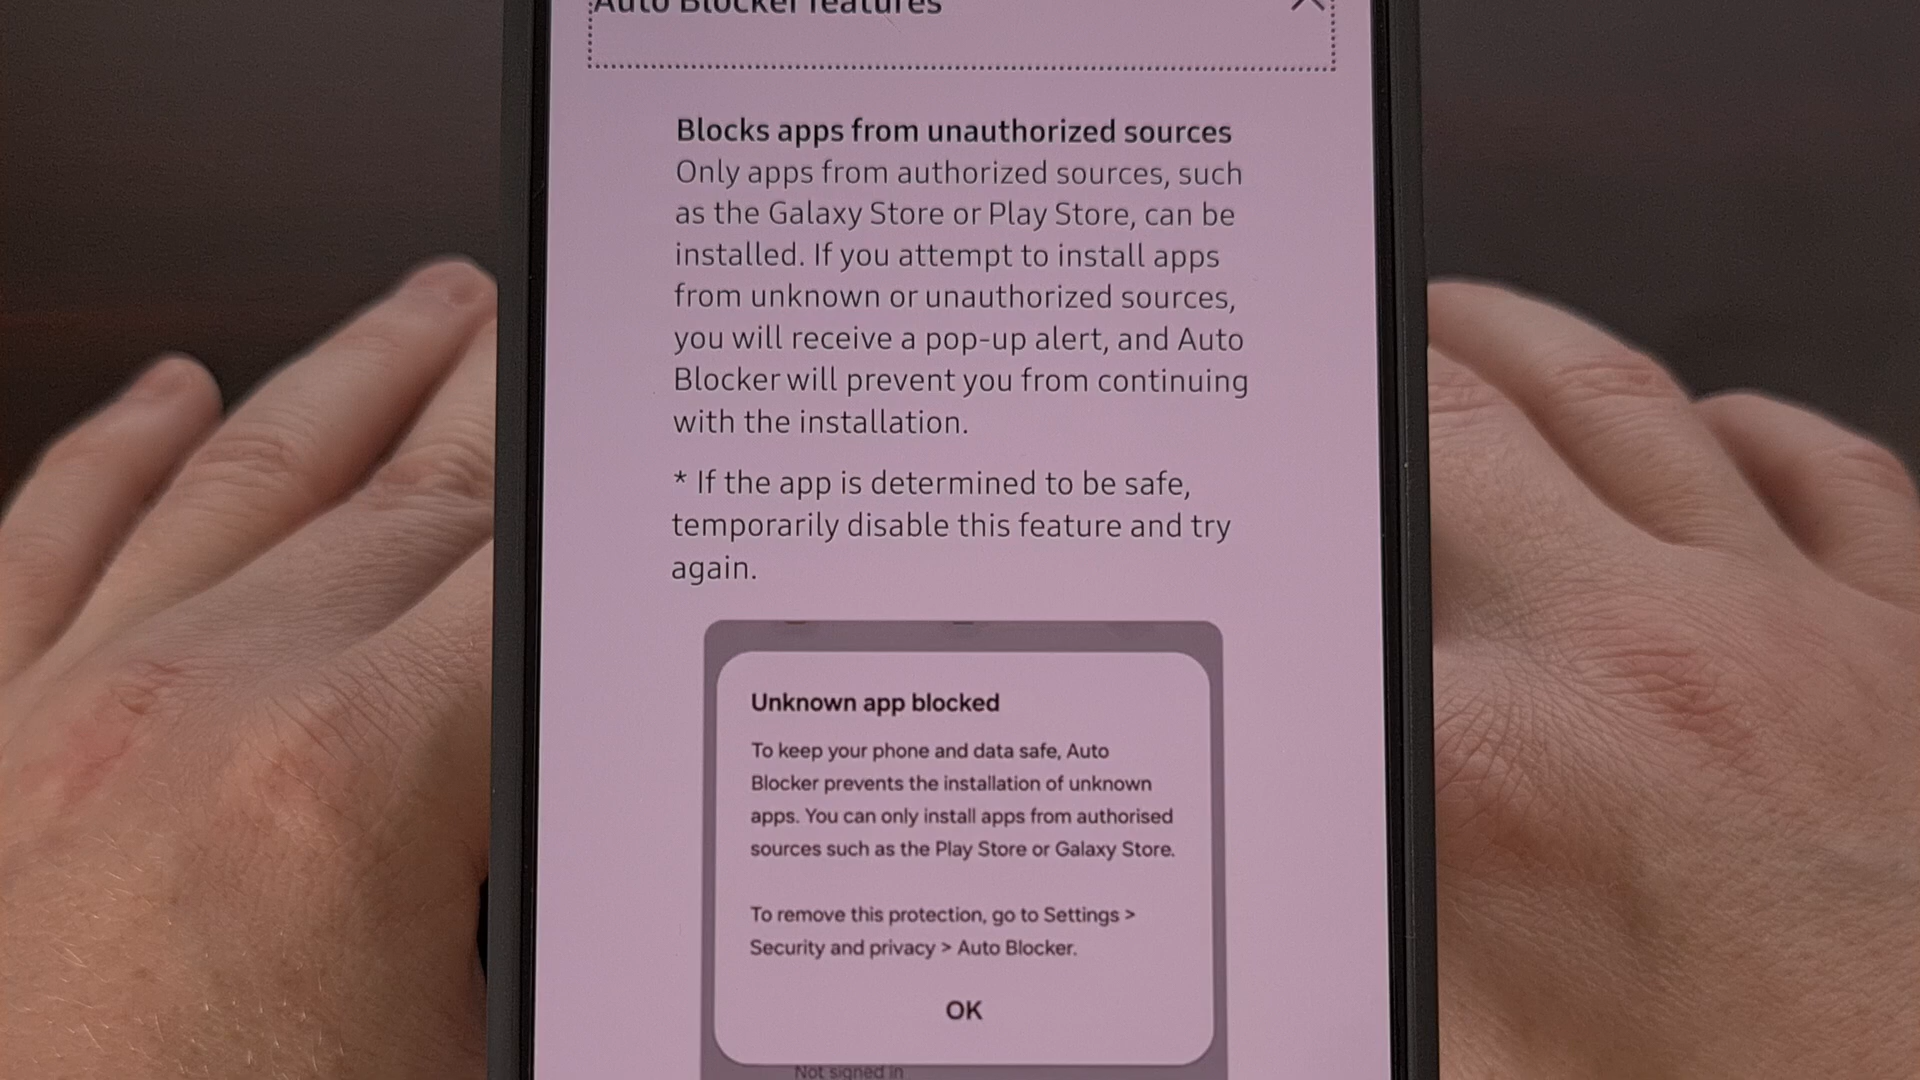 Auto Blocker features
Blocks apps from unauthorized sources
Only apps from authorized sources, such
as the Galaxy Store or Play Store, can be
installed. If you attempt to install apps
from unknown or unauthorized sources,
you will receive a pop-up alert, and Auto
Blocker will prevent you from continuing
with the installation.
* If the app is determined to be safe,
temporarily disable this feature and try
again.
Unknown app blocked
To keep your phone and data safe, Auto
Blocker prevents the installation of unknown
apps. You can only install apps from authorised
sources such as the Play Store or Galaxy Store.
To remove this protection, go to Settings >
Security and privacy > Auto Blocker.
OK
Not signed in